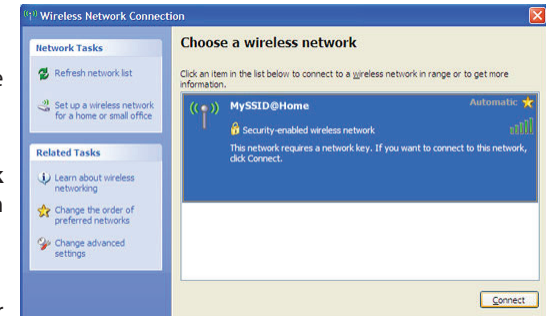 Wireless Network Connection
Network Tasks
Refresh network list
Set up a wireless network
for a home or small office
Related Tasks
Learn about wireless
networking
Change the order of
preferred networks
Change advanced
settings
Choose a wireless network
Click an item in the list below to connect to a wireless network in range or to get more
information.
MySSID@Home
Automatic
Security-enabled wireless network
This network requires a network key. If you want to connect to this network,
click Connect.
Connect
e
k
r